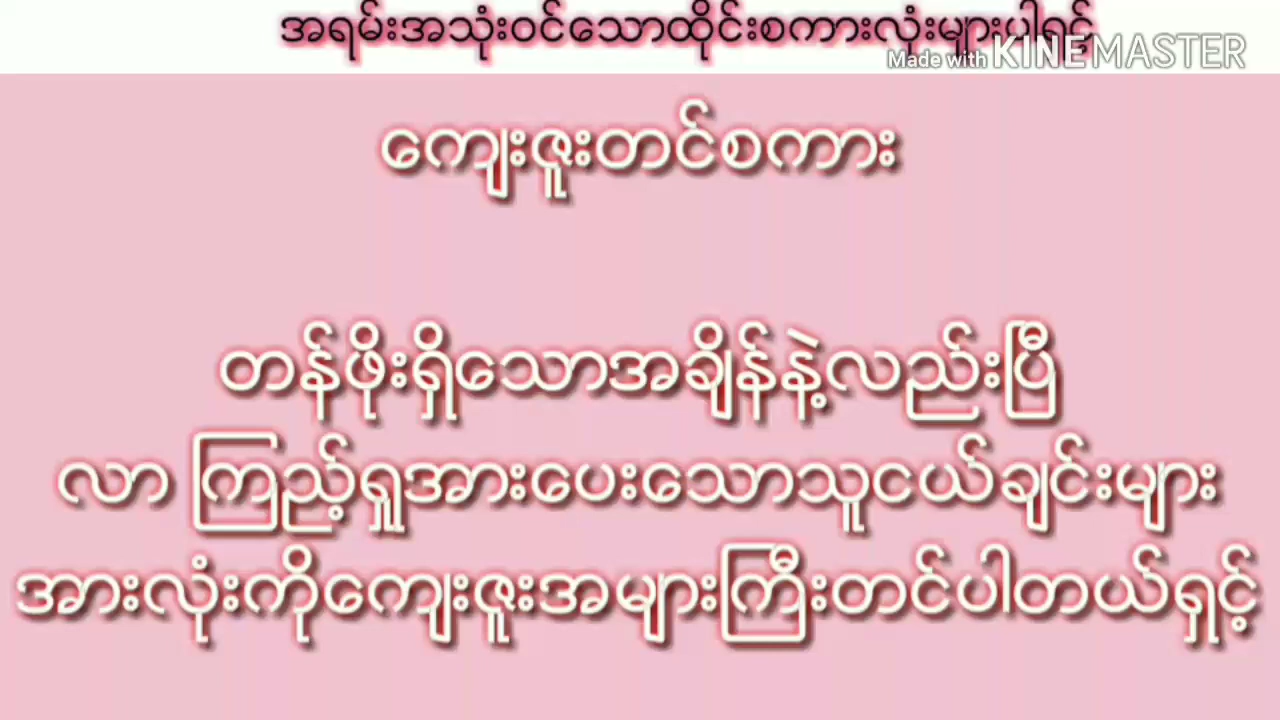 အရမ်းအသုံးဝင်သောထိုင်းစကားလုံးများပါရှင့်
Made with KINEMASTER
ကျေးဇူးတင်စကား
တန်ဖိုးရှိသောအချိန်နဲ့လည်းပြီ
လာ ကြည့်ရှုအားပေးသောသူငယ်ချင်းများ
အားလုံးကိုကျေးဇူးအများကြီးတင်ပါတယ်ရှင့်